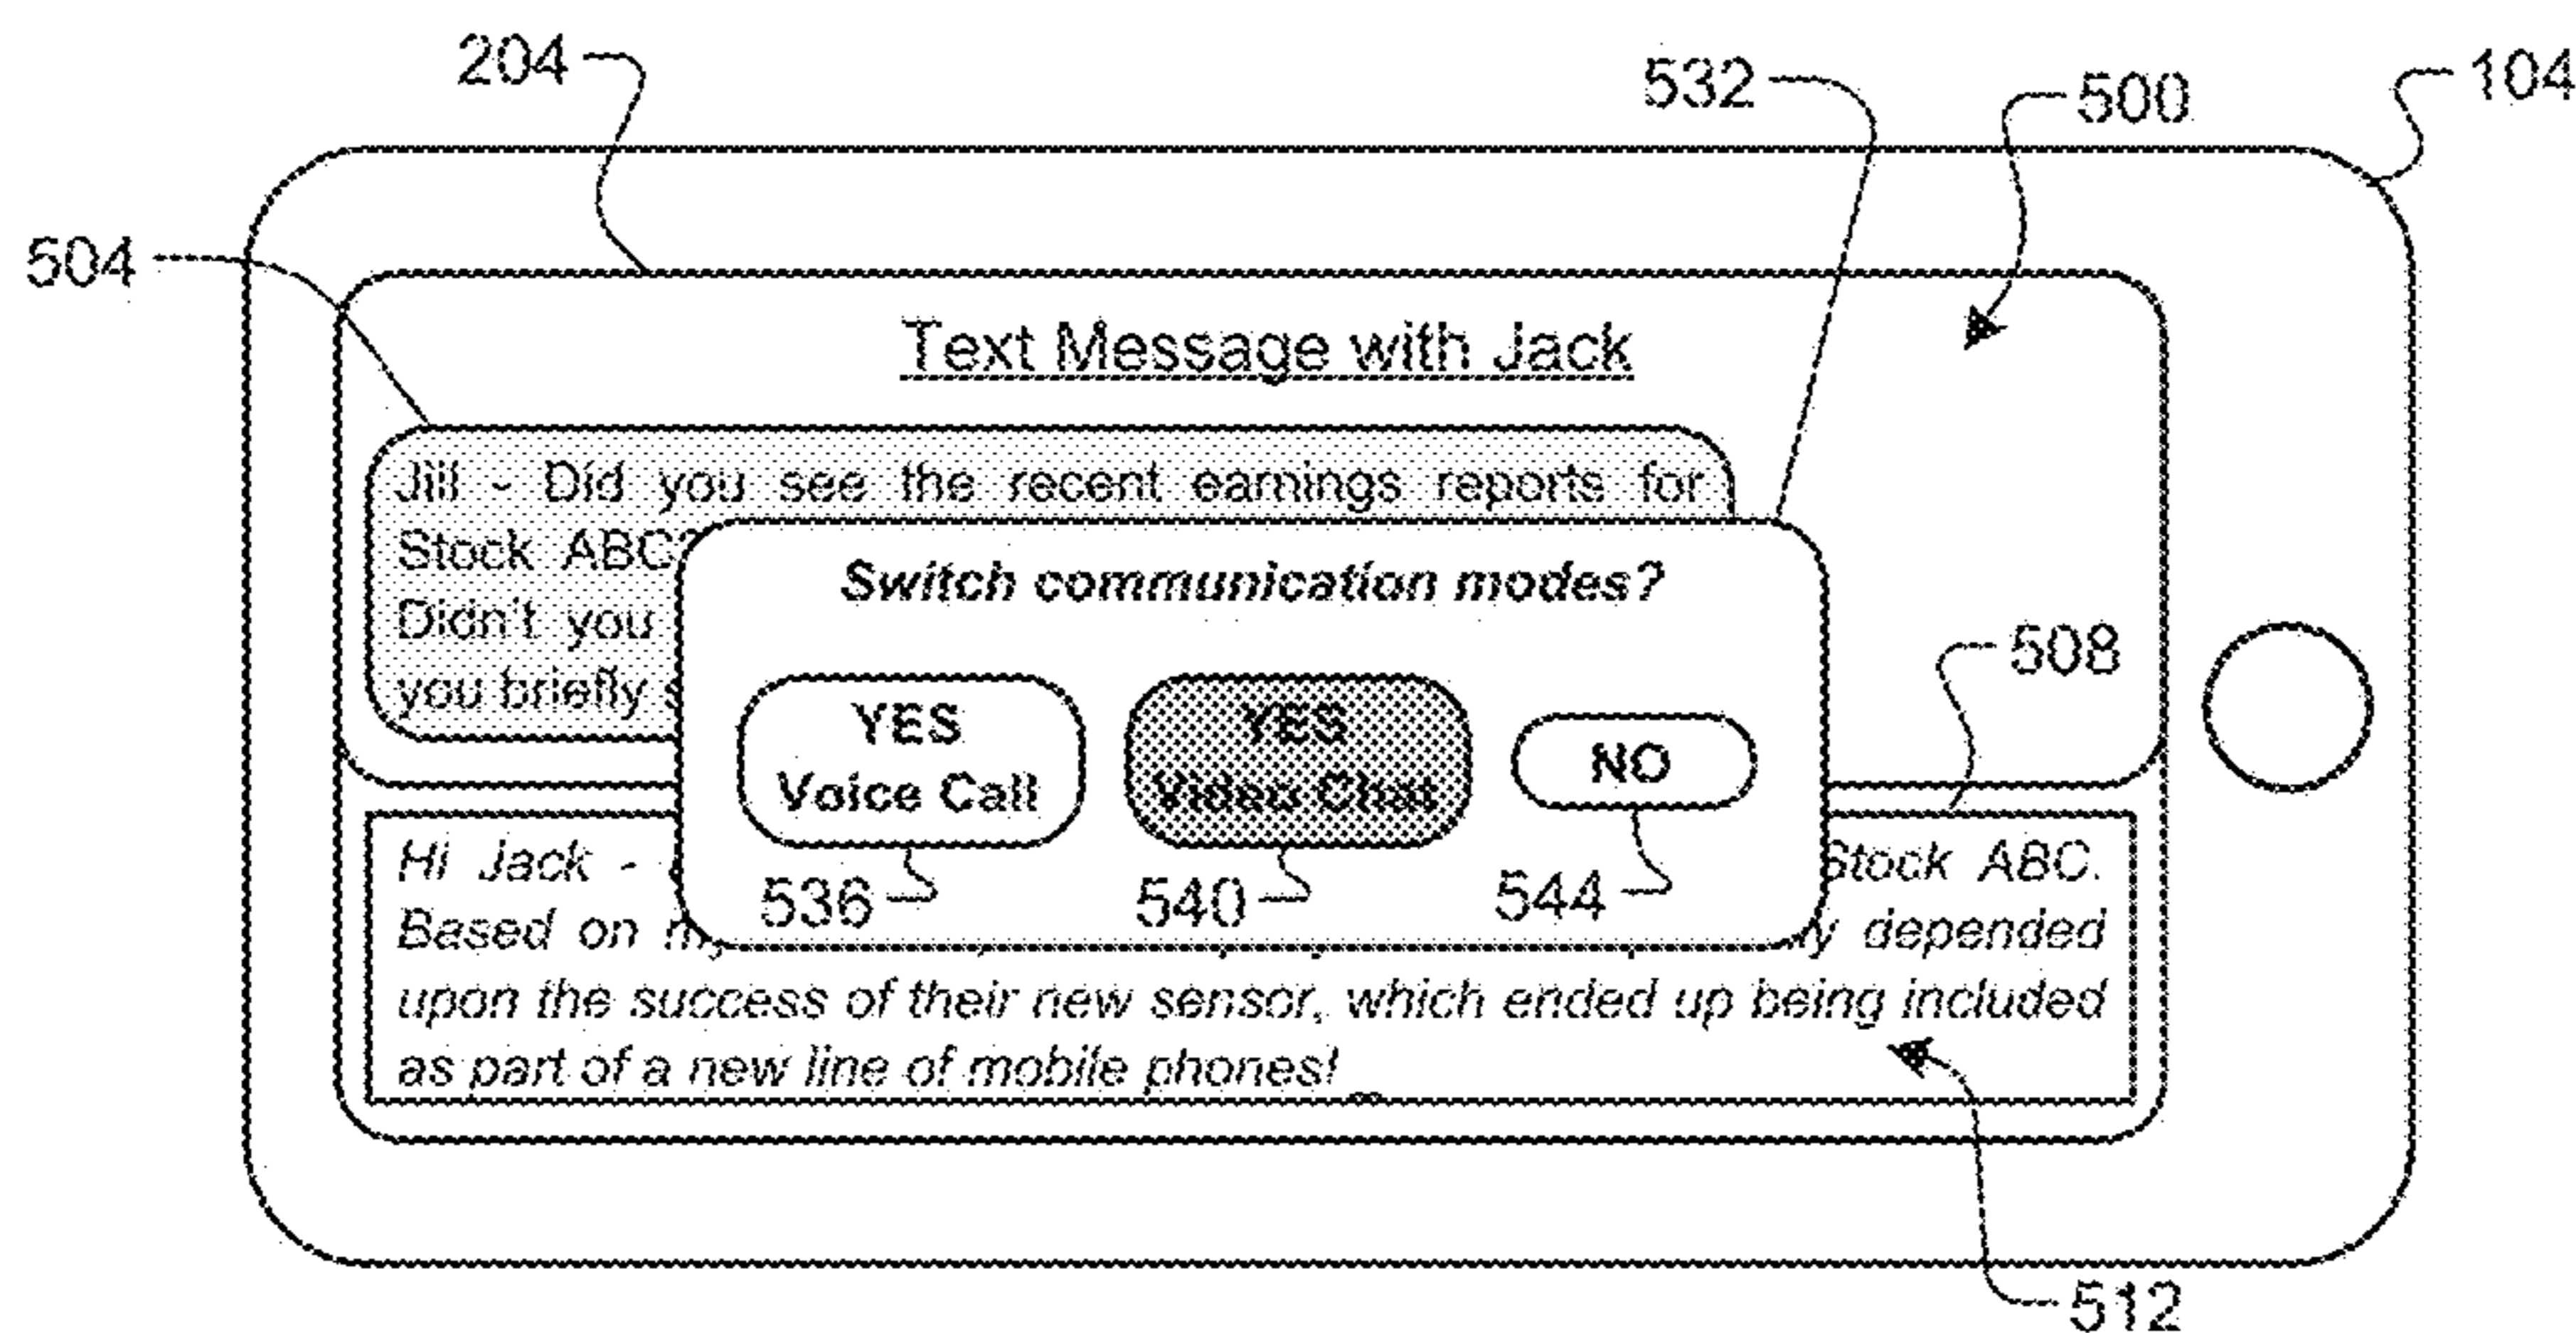 204
532
500
104
504
Text Message with Jack
Jill - Did you see the recent earnings reports for
Stock ABC?
Didn't you
you briefly
Switch communication modes?
508
YES
Voice Call
YES
Video Chat
NO
536
540
544
Hi Jack - Stock ABC.
Based on depended
upon the success of their new sensor, which ended up being included
as part of a new line of mobile phones!
512